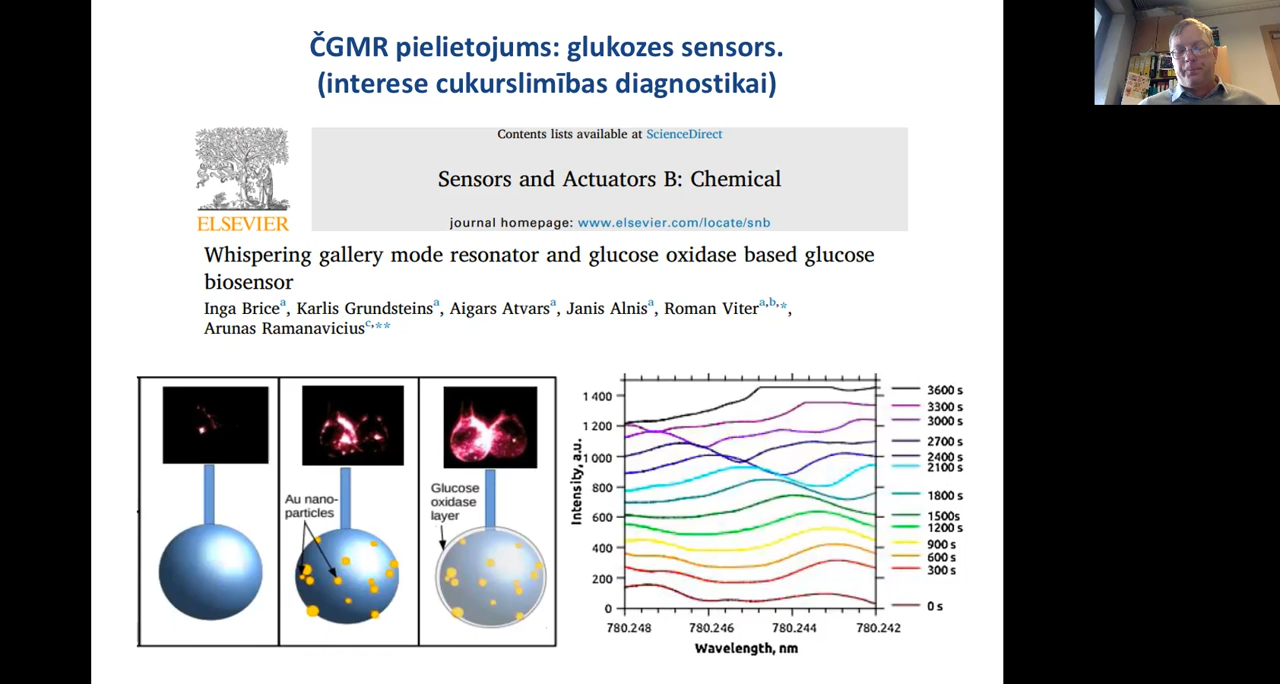 ČGMR pielietojums: glukozes sensors.
(interese cukurslimības diagnostikai)
Contents lists available at ScienceDirect
Sensors and Actuators B: Chemical
journal homepage: www.elsevier.com/locate/snb
ELSEVIER
Whispering gallery mode resonator and glucose oxidase based glucose
biosensor
Inga Brice a, Karlis Grundsteins a, Aigars Atvars a, Janis Alnis a, Roman Viter a,b,*,
Arunas Ramanavicius c,**
Au nano-
particles
Glucose
oxidase
layer
Intensity, a.u.
1 400
1 200
1 000
800
600
400
200
0
780.248
780.246
780.244
780.242
Wavelength, nm
3600 s
3300 s
3000 s
2700 s
2400 s
2100 s
1800 s
1500s
1200 s
900 s
600 s
300 s
0 s